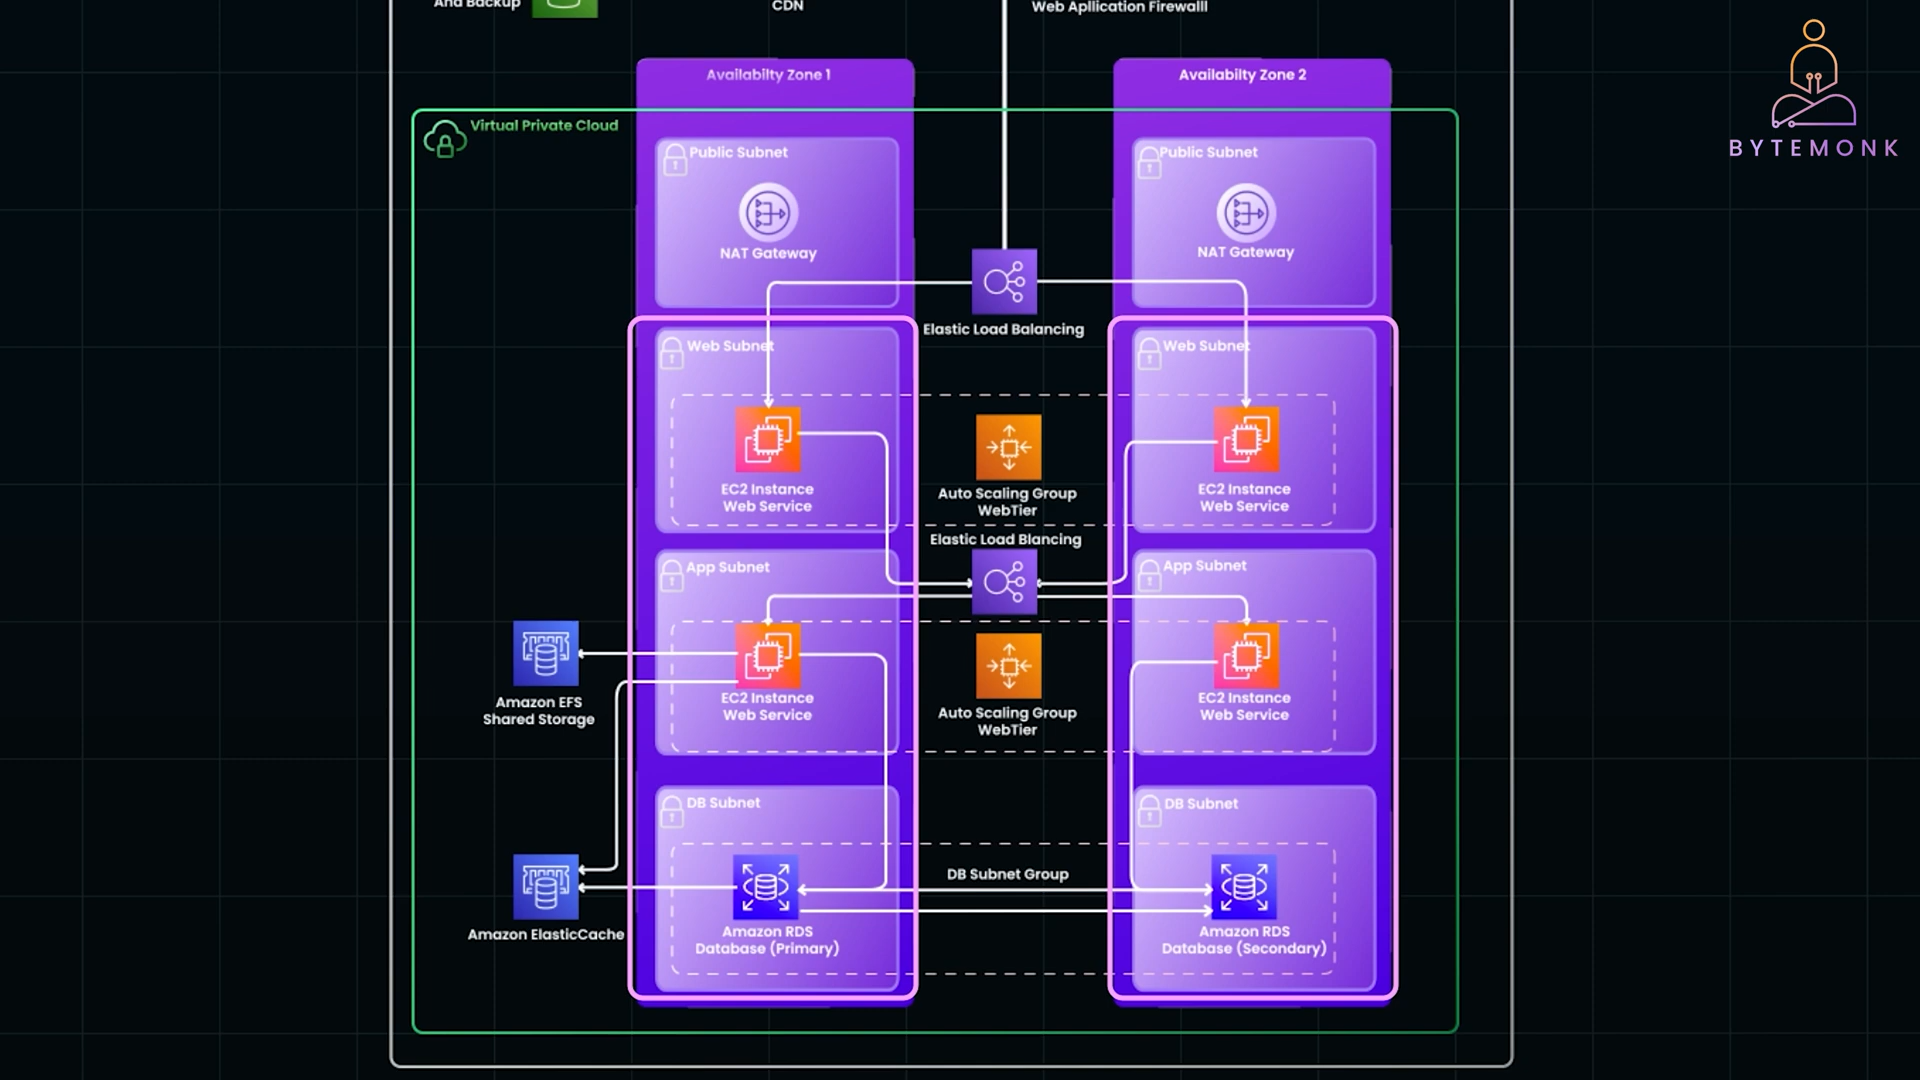 And Backup
CDN
Web Apllication Firewalll
BYTEMONK
Availabilty Zone 1
Availabilty Zone 2
Virtual Private Cloud
Public Subnet
Public Subnet
NAT Gateway
NAT Gateway
Elastic Load Balancing
Web Subnet
Web Subnet
EC2 Instance
Web Service
Auto Scaling Group
WebTier
EC2 Instance
Web Service
Elastic Load Blancing
App Subnet
App Subnet
Amazon EFS
Shared Storage
EC2 Instance
Web Service
Auto Scaling Group
WebTier
EC2 Instance
Web Service
DB Subnet
DB Subnet
DB Subnet Group
Amazon ElasticCache
Amazon RDS
Database (Primary)
Amazon RDS
Database (Secondary)